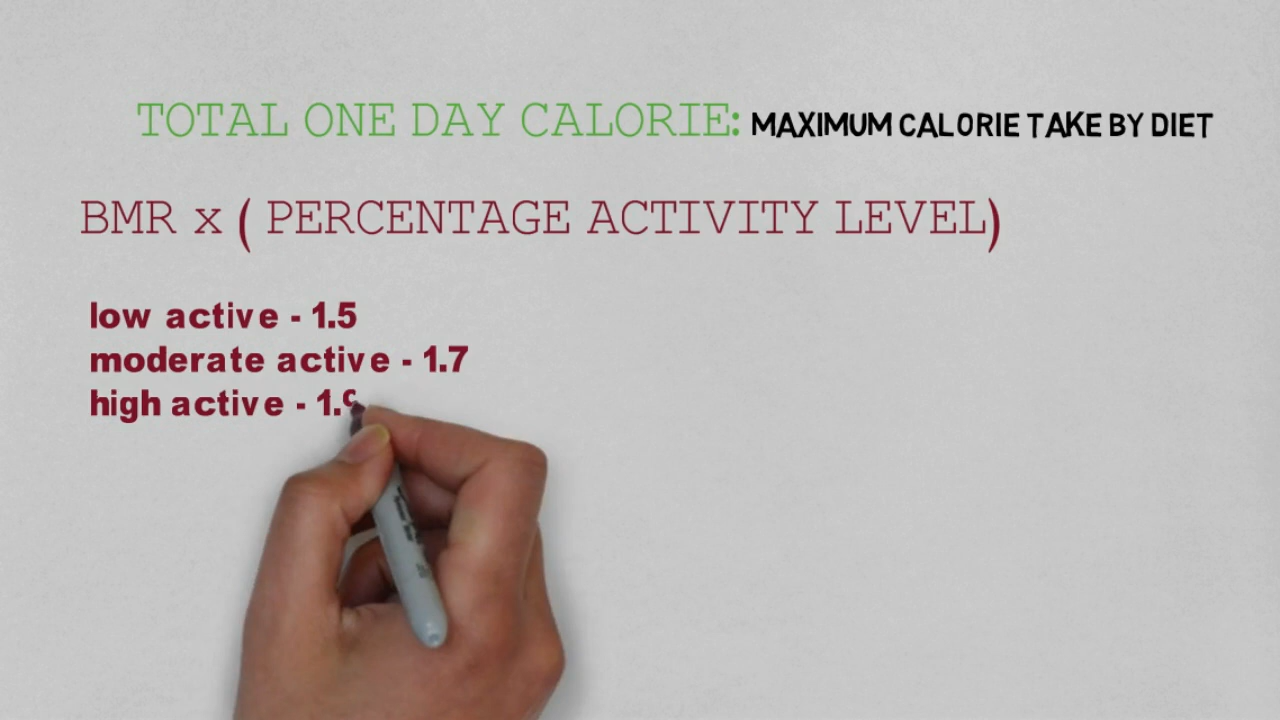 TOTAL ONE DAY CALORIE: MAXIMUM CALORIE TAKE BY DIET
BMR x ( PERCENTAGE ACTIVITY LEVEL)
low active - 1.5
moderate active - 1.7
high active -